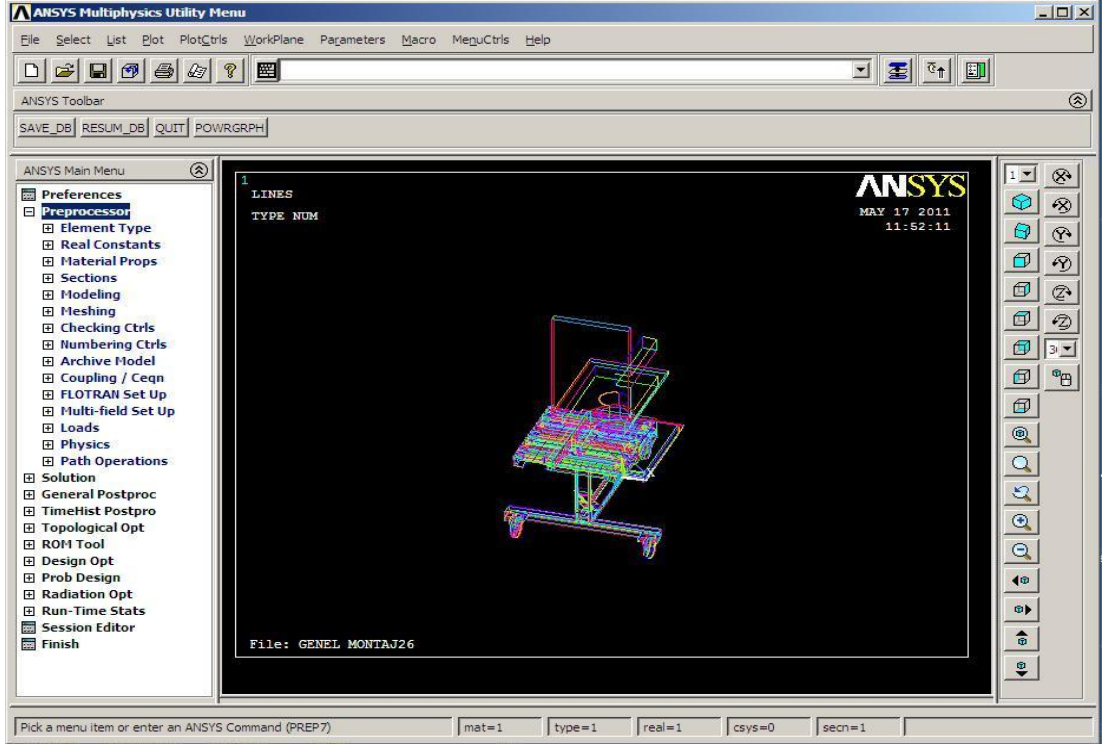 ANSYS Multiphysics Utility Menu
File Select List Plot PlotCtrls WorkPlane Parameters Macro MenuCtrls Help
ANSYS Toolbar
SAVE_DB RESUM_DB QUIT POWRGRPH
ANSYS Main Menu
Preferences
Preprocessor
Element Type
Real Constants
Material Props
Sections
Modeling
Meshing
Checking Ctrls
Numbering Ctrls
Archive Model
Coupling / Ceqn
FLOTRAN Set Up
Multi-field Set Up
Loads
Physics
Path Operations
Solution
General Postproc
TimeHist Postpro
Topological Opt
ROM Tool
Design Opt
Prob Design
Radiation Opt
Run-Time Stats
Session Editor
Finish
1
LINES
TYPE NUM
ANSYS
MAY 17 2011
11:52:11
X
File: GENEL MONTAJ26
1
X
X
Y
Y
Z
Z
Pick a menu item or enter an ANSYS Command (PREP7) mat=1 type=1 real=1 csys=0 secn=1